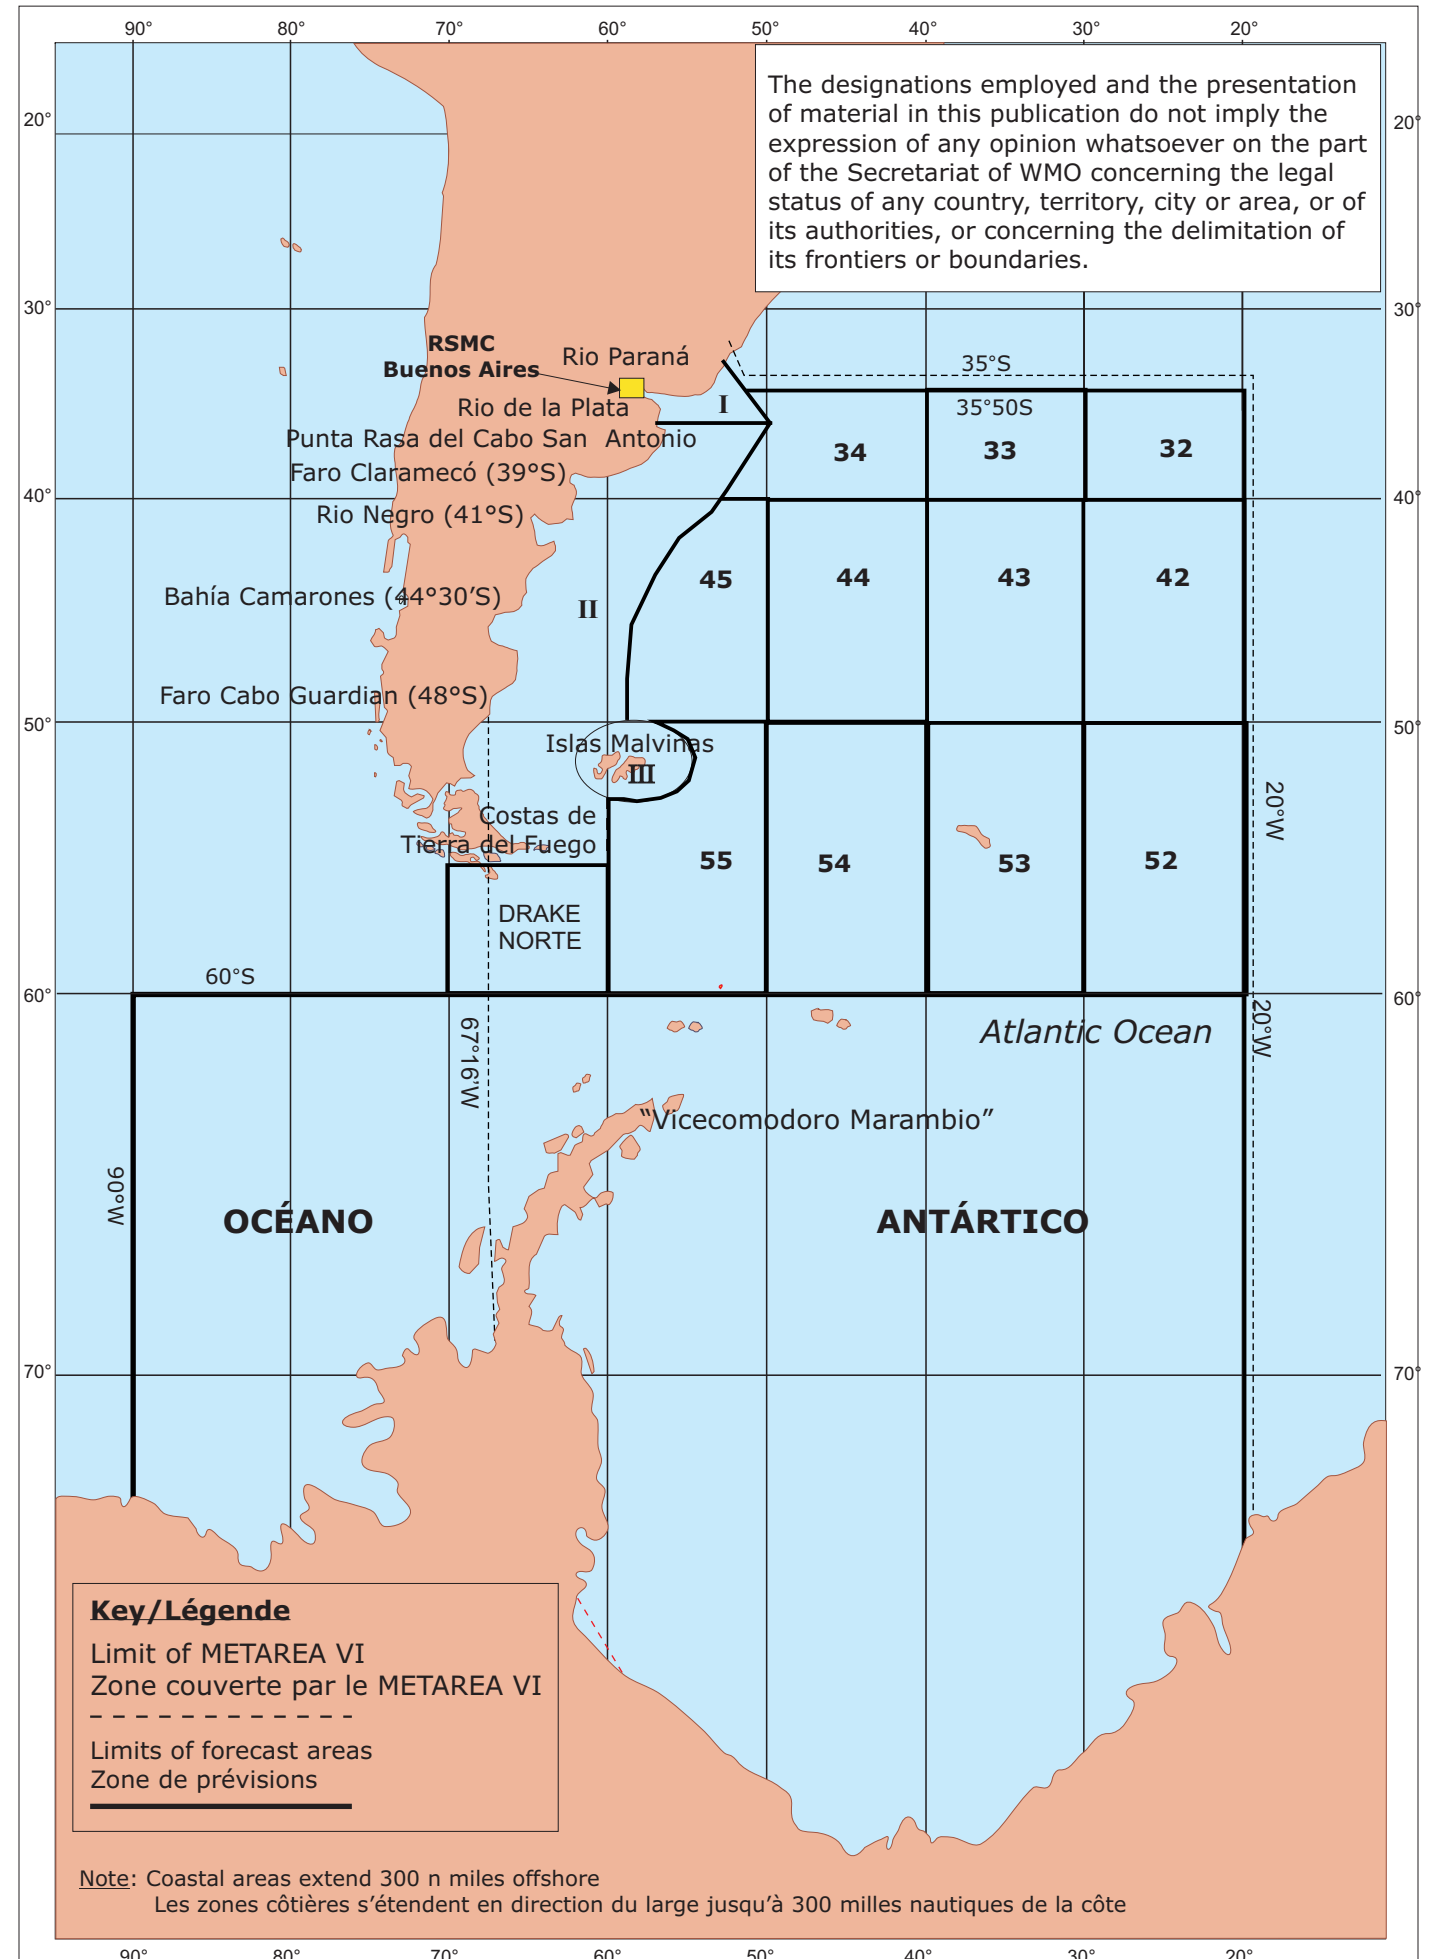 90° 80° 70° 60° 50° 40° 30° 20°
The designations employed and the presentation
of material in this publication do not imply the
expression of any opinion whatsoever on the part
of the Secretariat of WMO concerning the legal
status of any country, territory, city or area, or of
its authorities, or concerning the delimitation of
its frontiers or boundaries.
20° 20°
30° 30°
RSMC
Buenos Aires
Rio Paraná
35°S
I
35°50S
Rio de la Plata
Punta Rasa del Cabo San Antonio
34 33 32
Faro Claramecó (39°S)
40° 40°
Rio Negro (41°S)
45 44 43 42
Bahía Camarones (44°30’S)
II
Faro Cabo Guardian (48°S)
50° 50°
Islas Malvinas
III
20°W
Costas de
Tierra del Fuego
55 54 53 52
DRAKE
NORTE
60°S
60° 60°
67°16’W
20°W
Atlantic Ocean
“Vicecomodoro Marambio”
90°W
OCÉANO ANTÁRTICO
70° 70°
Key/Légende
Limit of METAREA VI
Zone couverte par le METAREA VI
Limits of forecast areas
Zone de prévisions
Note: Coastal areas extend 300 n miles offshore
Les zones côtières s’étendent en direction du large jusqu’à 300 milles nautiques de la côte
90° 80° 70° 60° 50° 40° 30° 20°